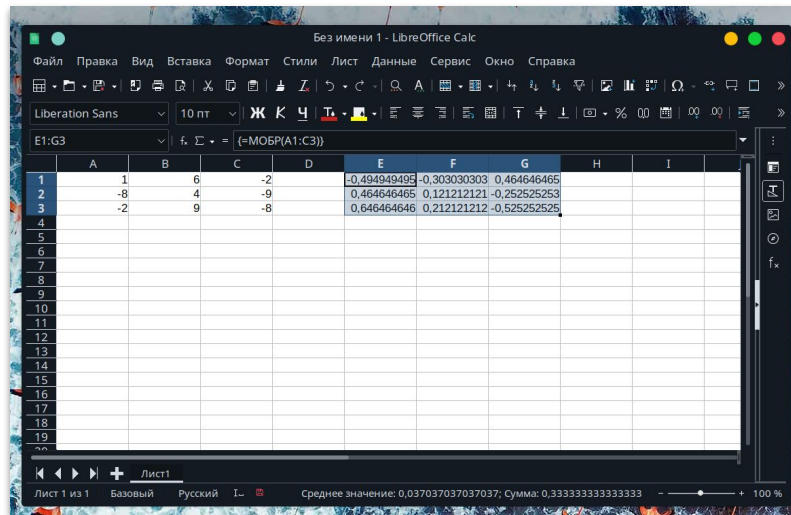 Без имени 1 - LibreOffice Calc
Файл Правка Вид Вставка Формат Стили Лист Данные Сервис Окно Справка
Liberation Sans 10 пт Ж К Ч
E1:G3 {=МОБР(A1:C3)}
A B C D E F G H I
1 1 6 -2 -0,494949495 -0,303030303 0,464646465
2 -8 4 -9 0,464646465 0,121212121 -0,252525253
3 -2 9 -8 0,646464646 0,212121212 -0,525252525
4
5
6
7
8
9
10
11
12
13
14
15
16
17
18
19
Лист1
Лист 1 из 1 Базовый Русский Среднее значение: 0,037037037037037; Сумма: 0,333333333333333 - + 100 %